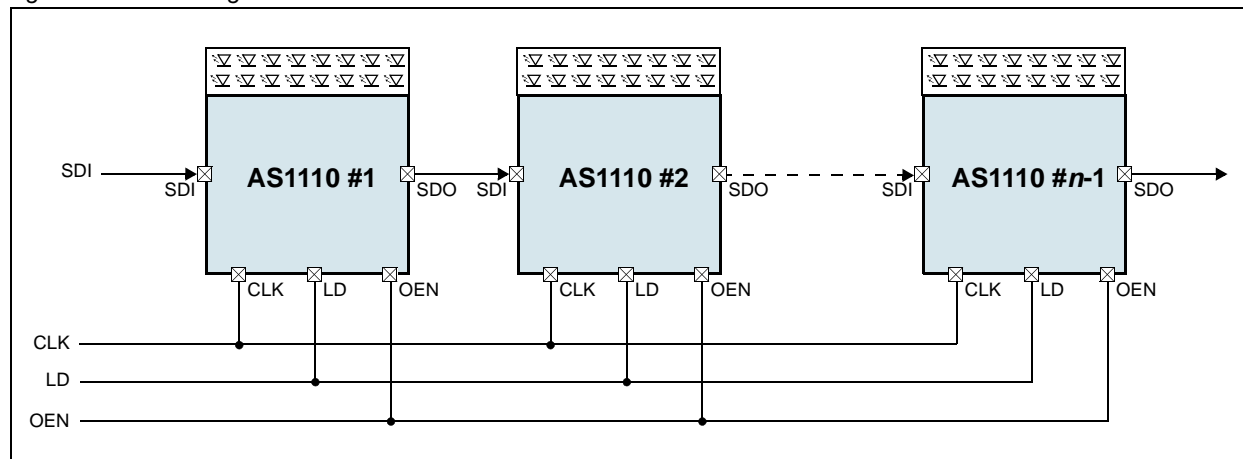 AS1110 #1
AS1110 #2
AS1110 #n-1
SDI
SDI
SDO
SDI
SDO
SDI
SDO
CLK
LD
OEN
CLK
LD
OEN
CLK
LD
OEN
CLK
LD
OEN